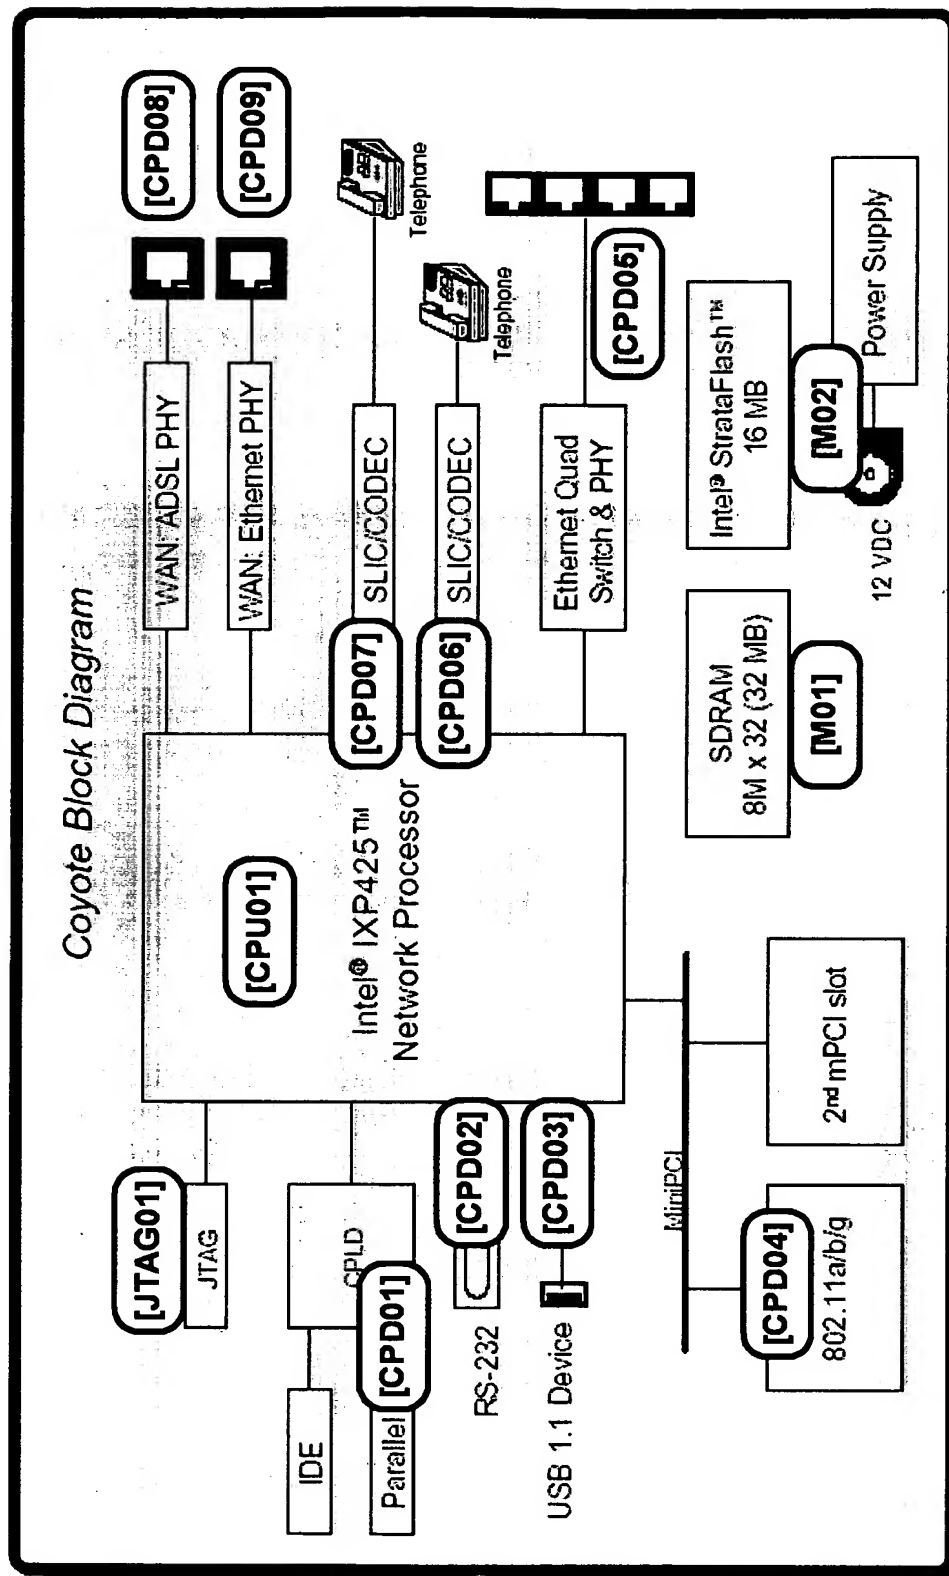 Coyote Block Diagram
[JTAG01]
JTAG
IDE
CPLD
[CPD01]
Parallel
[CPD02]
RS-232
[CPD03]
USB 1.1 Device
[CPU01]
Intel® IXP425™
Network Processor
WAN: ADSL PHY
[CPD08]
WAN: Ethernet PHY
[CPD09]
[CPD07]
SLIC/CODEC
Telephone
[CPD06]
SLIC/CODEC
Telephone
Ethernet Quad
Switch & PHY
[CPD05]
MiniPCI
[CPD04]
802.11a/b/g
2nd mPCI slot
SDRAM
8M x 32 (32 MB)
[M01]
Intel® StrataFlash™
16 MB
[M02]
12 VDC
Power Supply